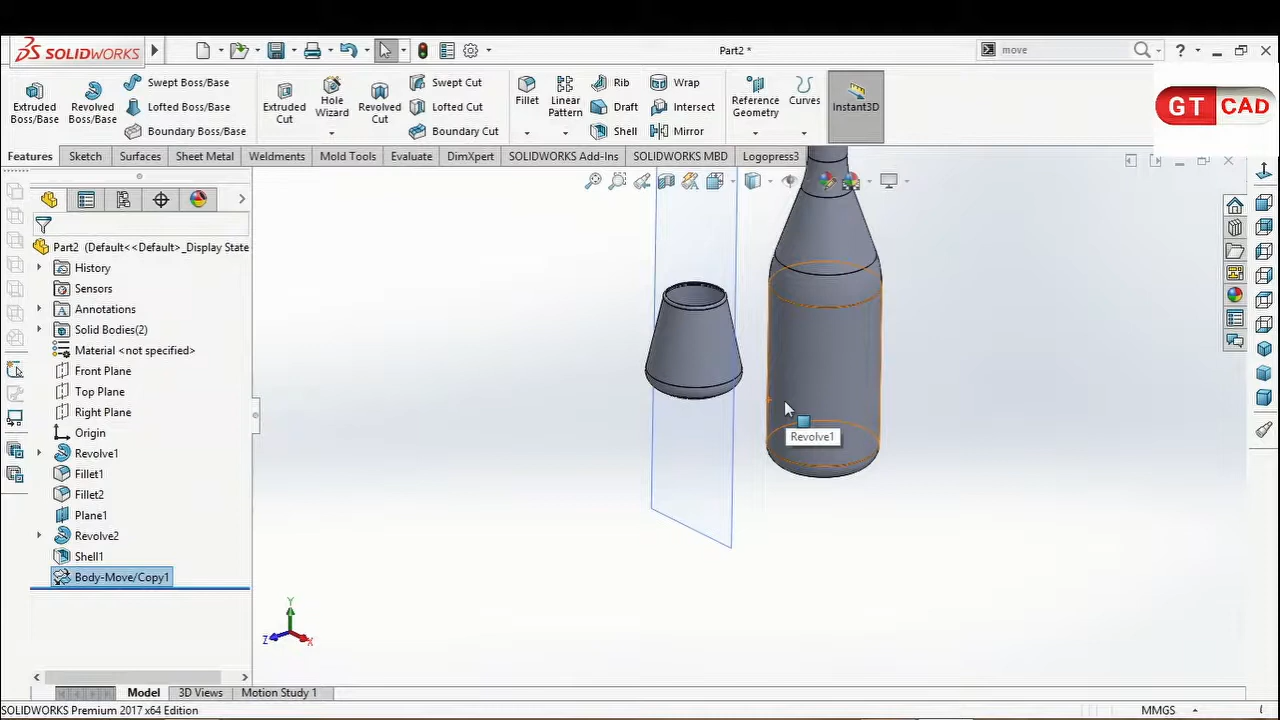 SOLIDWORKS
Part2 *
move
?
Extruded Boss/Base
Revolved Boss/Base
Swept Boss/Base
Lofted Boss/Base
Boundary Boss/Base
Extruded Cut
Hole Wizard
Revolved Cut
Swept Cut
Lofted Cut
Boundary Cut
Fillet
Linear Pattern
Rib
Draft
Shell
Wrap
Intersect
Mirror
Reference Geometry
Curves
Instant3D
GT CAD
Features Sketch Surfaces Sheet Metal Weldments Mold Tools Evaluate DimXpert SOLIDWORKS Add-Ins SOLIDWORKS MBD Logopress3
Part2 (Default<<Default>_Display State
History
Sensors
Annotations
Solid Bodies(2)
Material <not specified>
Front Plane
Top Plane
Right Plane
Origin
Revolve1
Fillet1
Fillet2
Plane1
Revolve2
Shell1
Body-Move/Copy1
Revolve1
Y
Z
X
Model 3D Views Motion Study 1
SOLIDWORKS Premium 2017 x64 Edition
MMGS